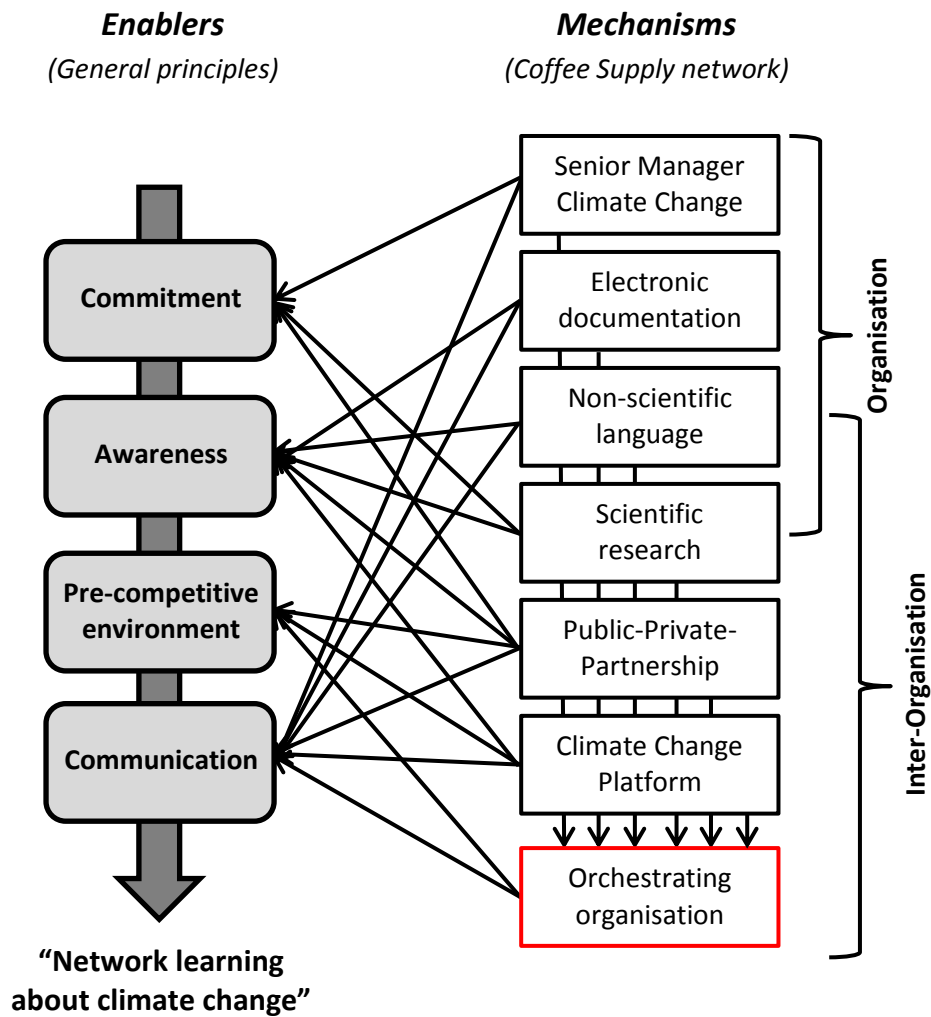 Enablers
(General principles)
Mechanisms
(Coffee Supply network)
Commitment
Awareness
Pre-competitive
environment
Communication
“Network learning
about climate change”
Senior Manager
Climate Change
Electronic
documentation
Non-scientific
language
Scientific
research
Public-Private-
Partnership
Climate Change
Platform
Orchestrating
organisation
Organisation
Inter-Organisation